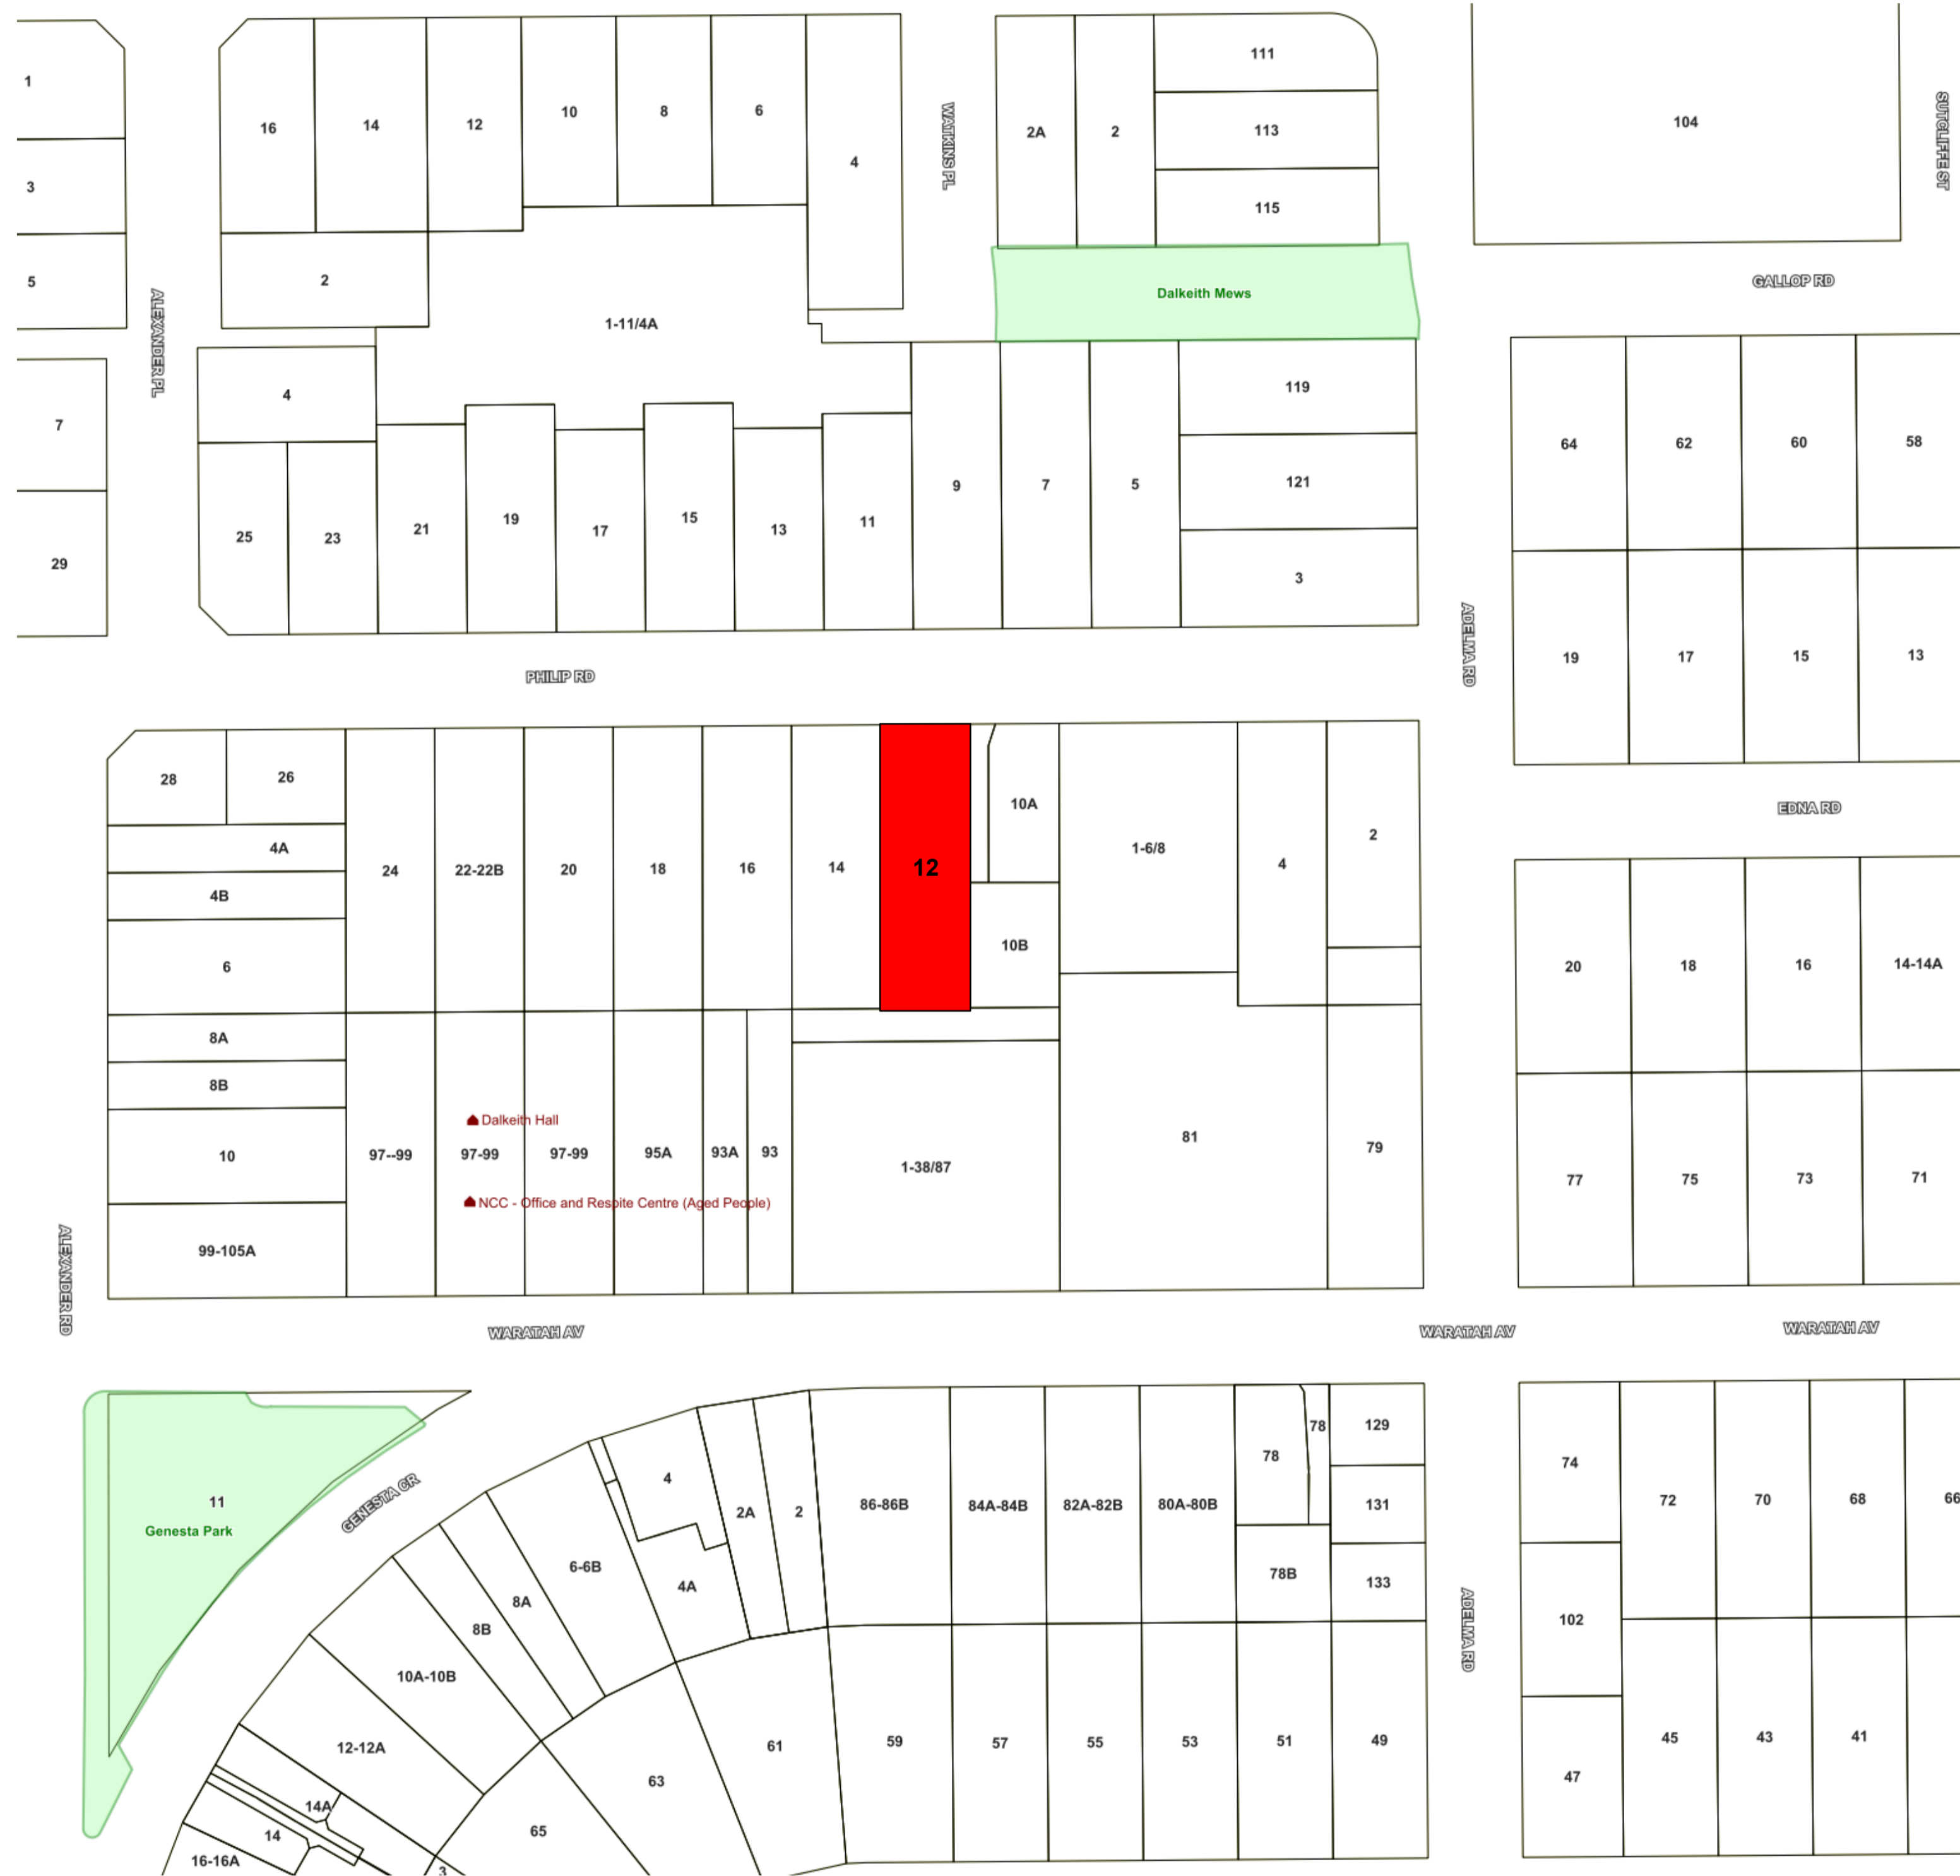 1
16
14
12
10
8
6
4
WATKINS PL
2A
2
111
113
115
104
SUTCLIFFE ST
3
5
2
ALEXANDER PL
1-11/4A
Dalkeith Mews
GALLOP RD
7
4
29
25
23
21
19
17
15
13
11
9
7
5
119
121
3
64
62
60
58
19
17
15
13
PHILIP RD
ADELMA RD
EDNA RD
28
26
4A
4B
6
8A
8B
10
99-105A
24
22-22B
20
18
16
14
12
10A
10B
1-6/8
4
2
20
18
16
14-14A
Dalkeith Hall
97--99
97-99
97-99
95A
93A
93
1-38/87
81
79
77
75
73
71
NCC - Office and Respite Centre (Aged People)
ALEXANDER RD
WARATAH AV
WARATAH AV
WARATAH AV
11
Genesta Park
GENESTA CR
4
2A
2
86-86B
84A-84B
82A-82B
80A-80B
78
78
129
131
78B
133
74
72
70
68
66
6-6B
4A
8A
8B
10A-10B
12-12A
14A
14
16-16A
3
65
63
61
59
57
55
53
51
49
ADELMA RD
102
47
45
43
41